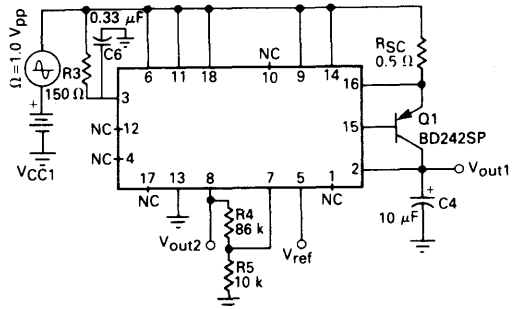 0.33 μF
C6
Ω=1.0 Vpp
R3
150 Ω
VCC1
NC
6 11 18 10 9 14
RSC
0.5 Ω
3
16
Q1
BD242SP
15
NC 12
NC 4
2
Vout1
17 13 8 7 5 1
NC
NC
C4
10 μF
R4
86 k
Vout2
Vref
R5
10 k
+
+